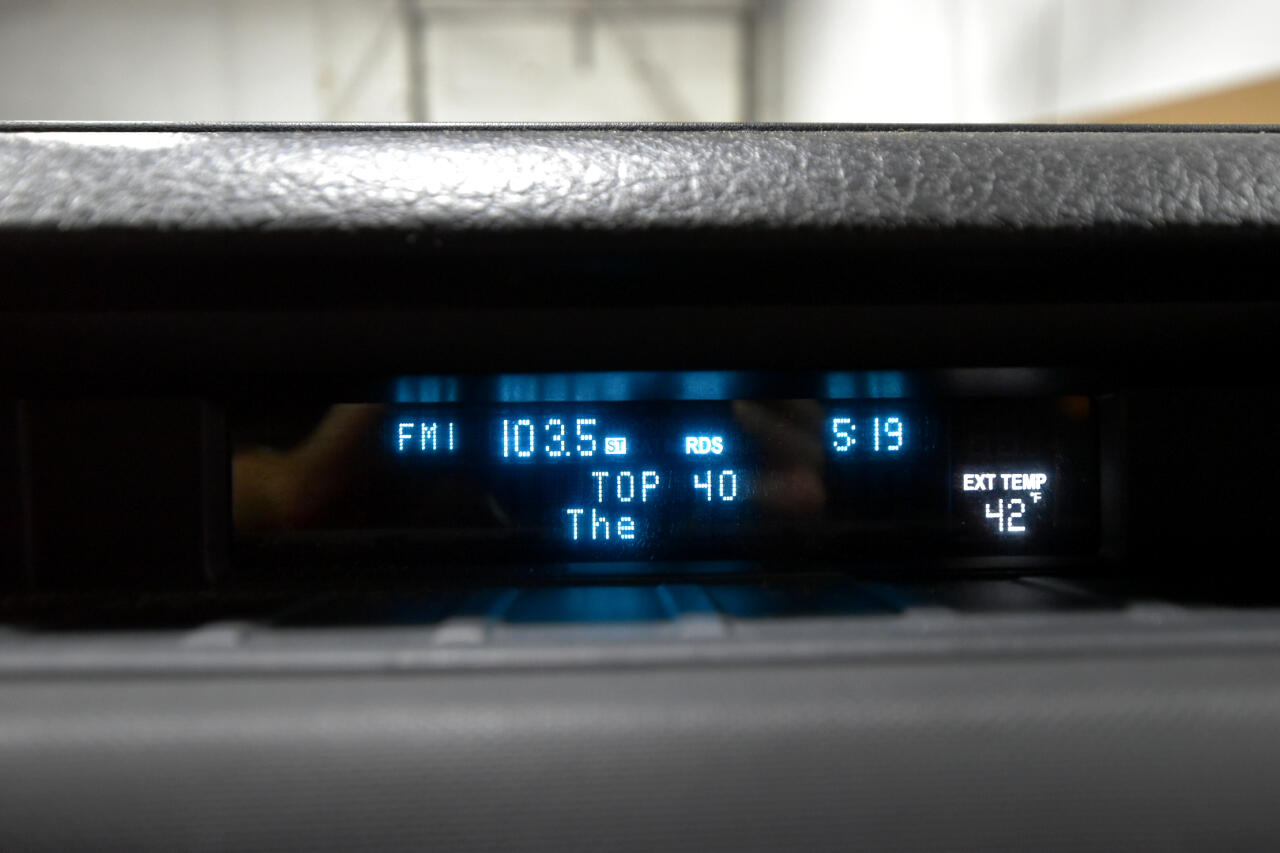 FM1 103.5 ST RDS 5:19
TOP 40
The
EXT TEMP
42°F